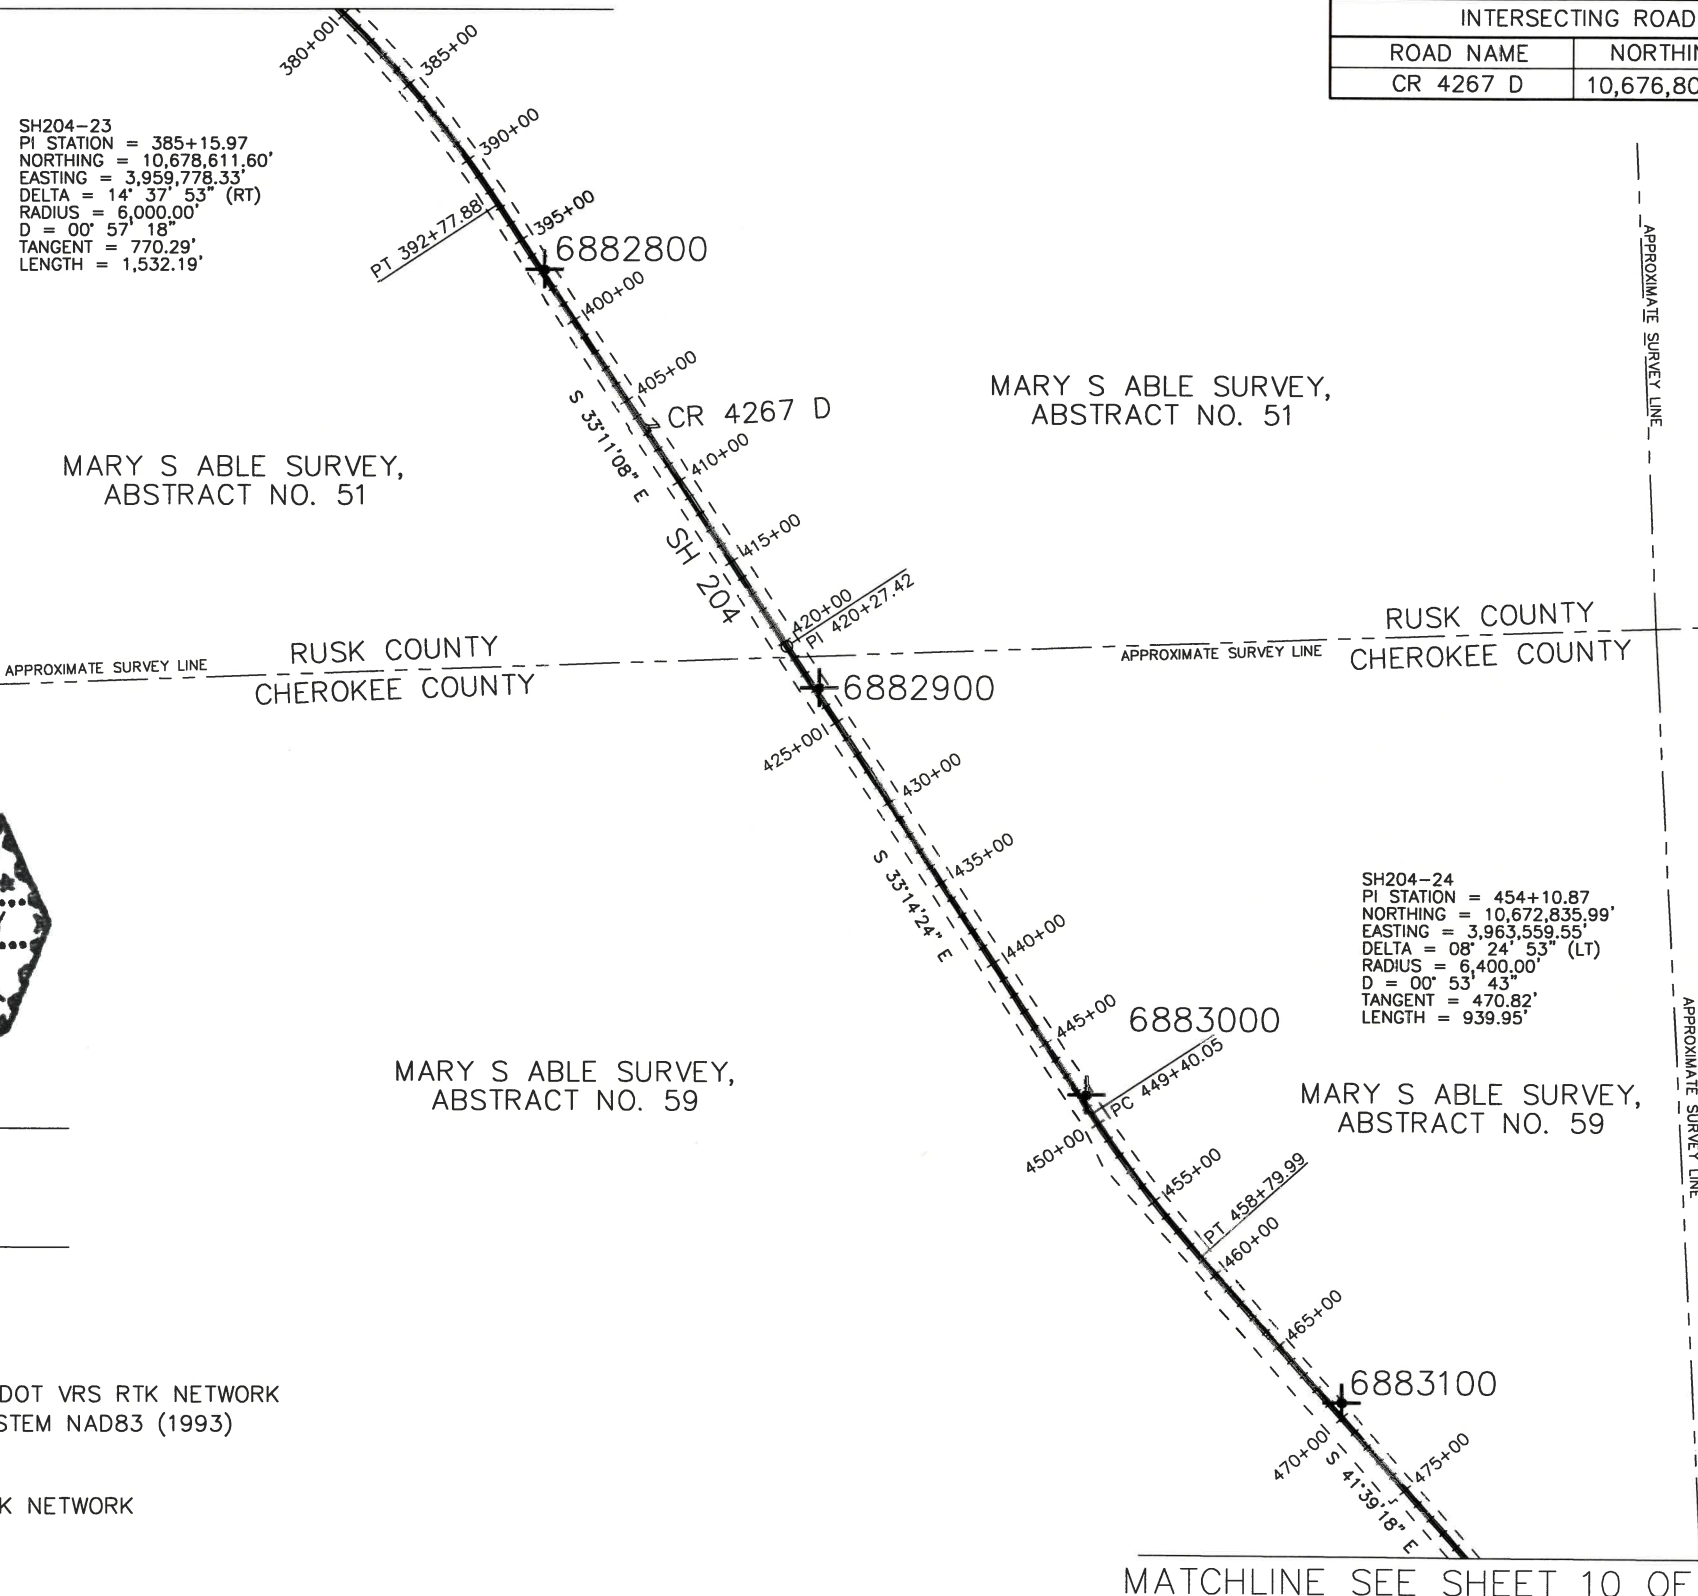 INTERSECTING ROAD
ROAD NAME
CR 4267 D
10,676,80
380+00
385+00
390+00
395+00
SH204-23
PI STATION = 385+15.97
NORTHING = 10,678,611.60'
EASTING = 3,959,778.33'
DELTA = 14° 37' 53" (RT)
RADIUS = 6,000.00'
D = 00° 57' 18"
TANGENT = 770.29'
LENGTH = 1,532.19'
PT 392+77.88
6882800
400+00
405+00
CR 4267 D
410+00
S 33°11'08" E
MARY S ABLE SURVEY,
ABSTRACT NO. 51
MARY S ABLE SURVEY,
ABSTRACT NO. 51
APPROXIMATE SURVEY LINE
SH 204
415+00
420+00
PI 420+27.42
APPROXIMATE SURVEY LINE
RUSK COUNTY
CHEROKEE COUNTY
APPROXIMATE SURVEY LINE
RUSK COUNTY
CHEROKEE COUNTY
6882900
425+00
430+00
435+00
S 33°14'24" E
440+00
445+00
SH204-24
PI STATION = 454+10.87
NORTHING = 10,672,835.99'
EASTING = 3,963,559.55'
DELTA = 08° 24' 53" (LT)
RADIUS = 6,400.00'
D = 00° 53' 43"
TANGENT = 470.82'
LENGTH = 939.95'
APPROXIMATE SURVEY LINE
6883000
PC 449+40.05
450+00
MARY S ABLE SURVEY,
ABSTRACT NO. 59
MARY S ABLE SURVEY,
ABSTRACT NO. 59
455+00
PT 458+79.99
460+00
465+00
6883100
470+00
475+00
S 41°39'18" E
DOT VRS RTK NETWORK
STEM NAD83 (1993)
K NETWORK
MATCHLINE SEE SHEET 10 OF